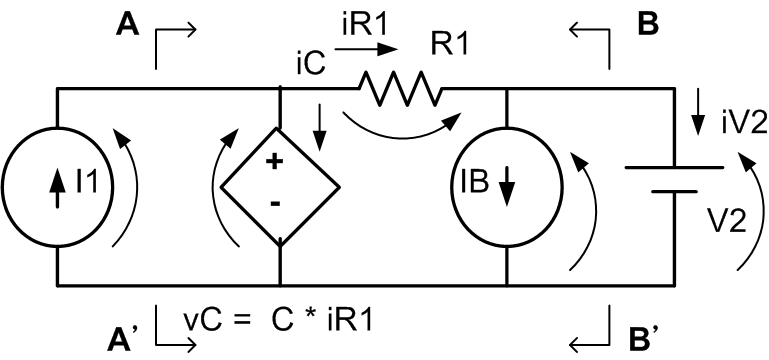 A iR1 R1 B
iC
iV2
I1 + - IB
V2
A' vC = C * iR1 B'